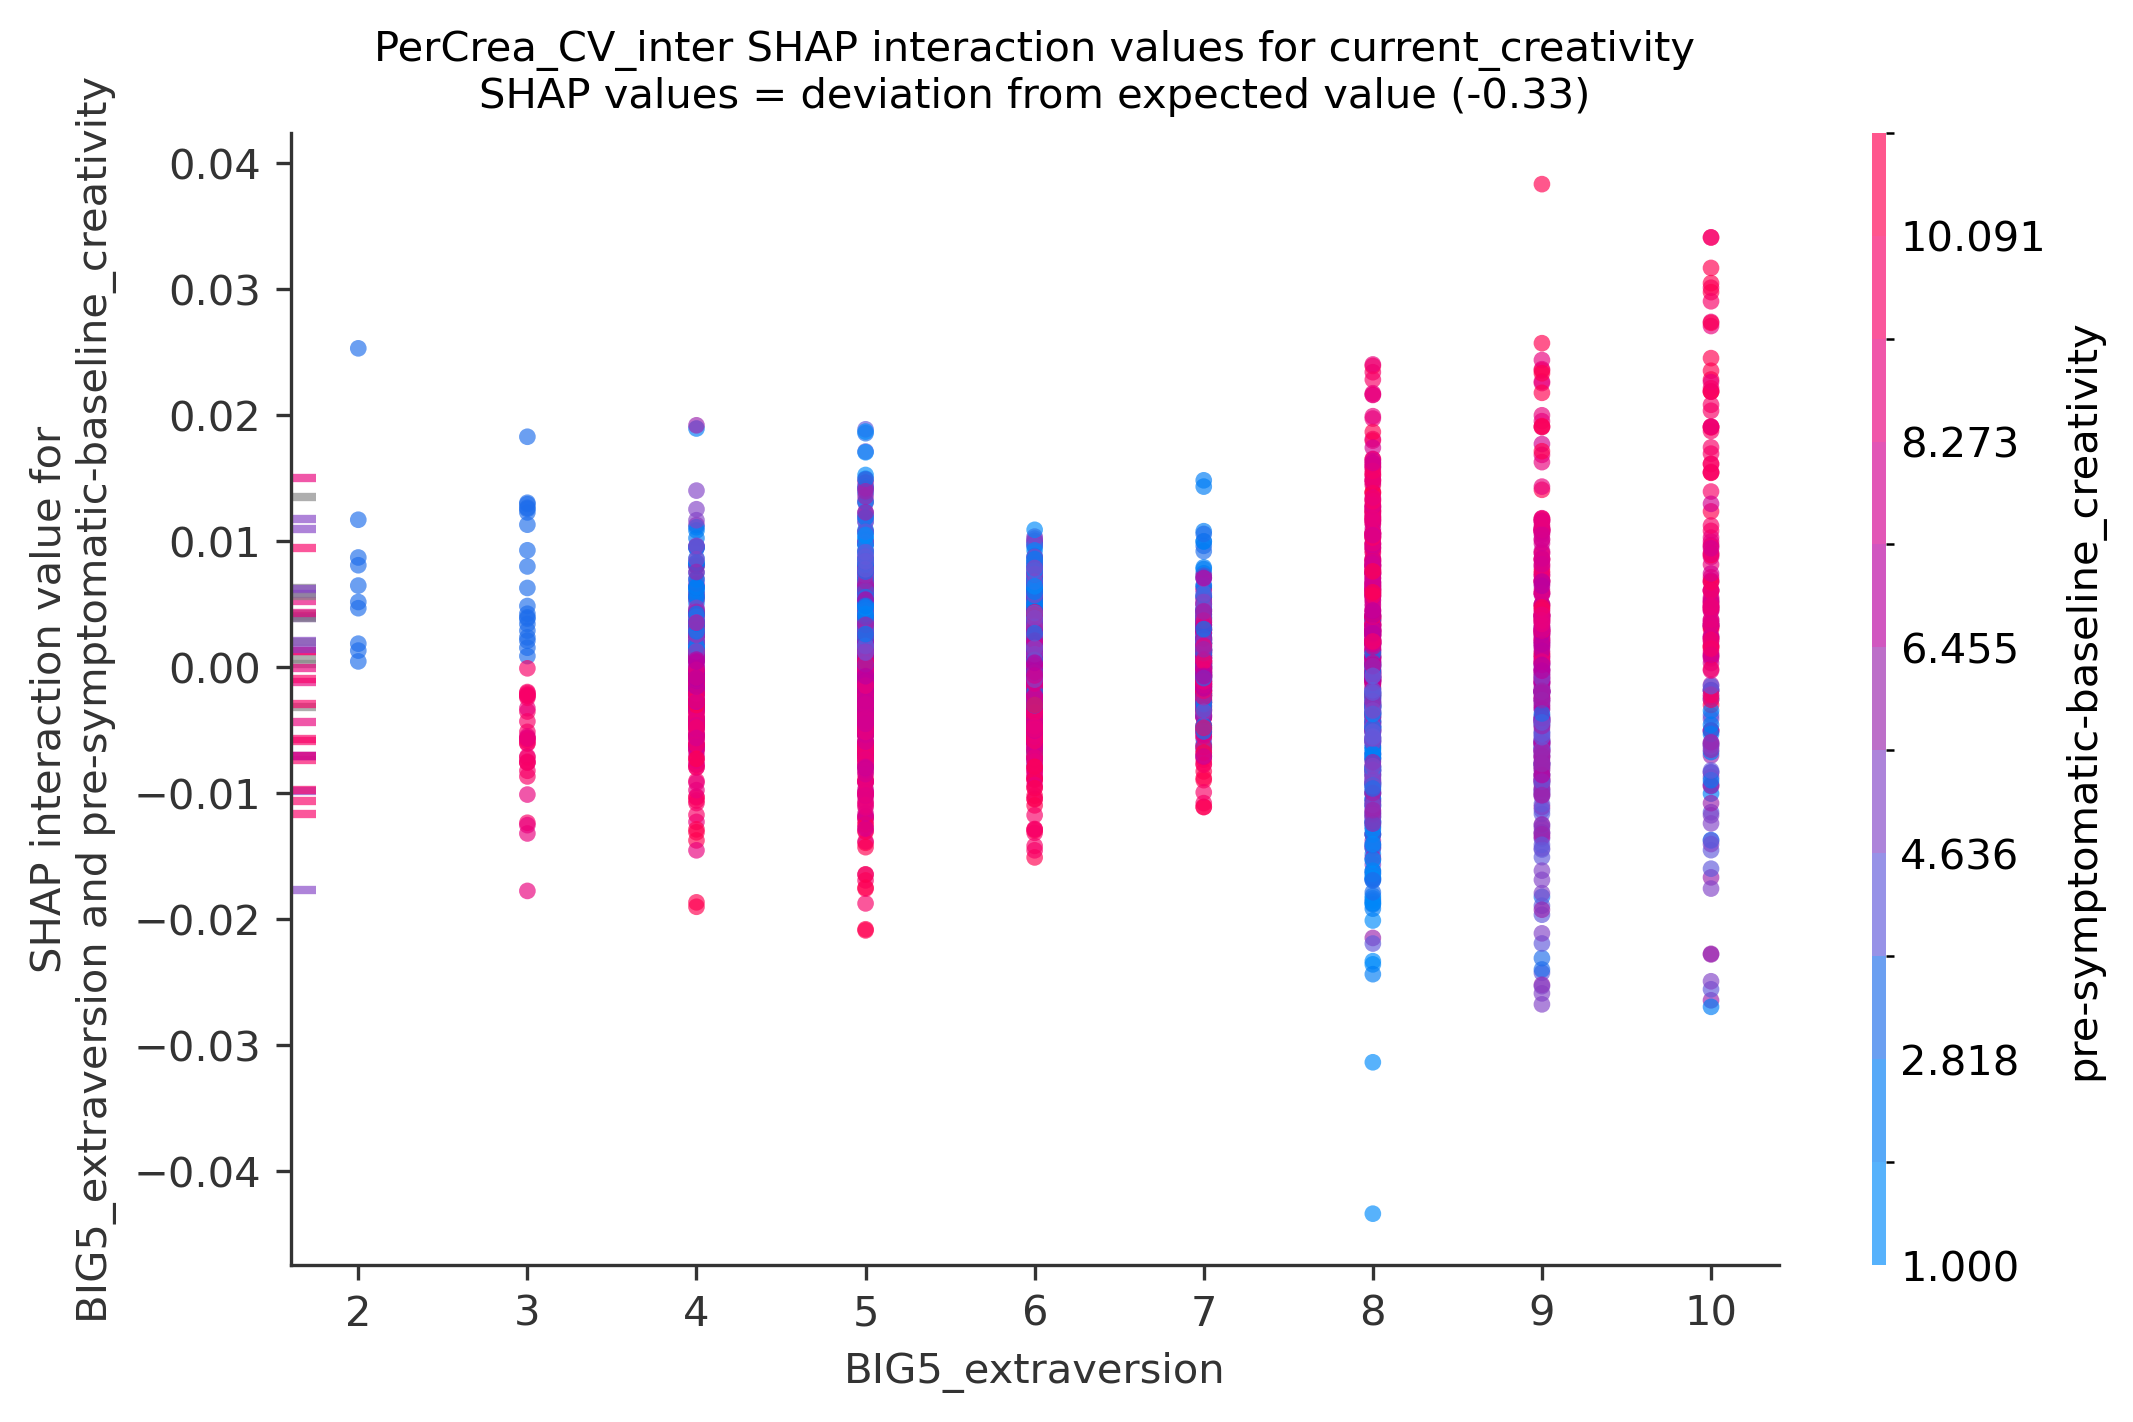 PerCrea_CV_inter SHAP interaction values for current_creativity
SHAP values = deviation from expected value (-0.33)
SHAP interaction value for
BIG5_extraversion and pre-symptomatic-baseline_creativity
0.04
0.03
0.02
0.01
0.00
−0.01
−0.02
−0.03
−0.04
2 3 4 5 6 7 8 9 10
BIG5_extraversion
10.091
8.273
6.455
4.636
2.818
1.000
pre-symptomatic-baseline_creativity